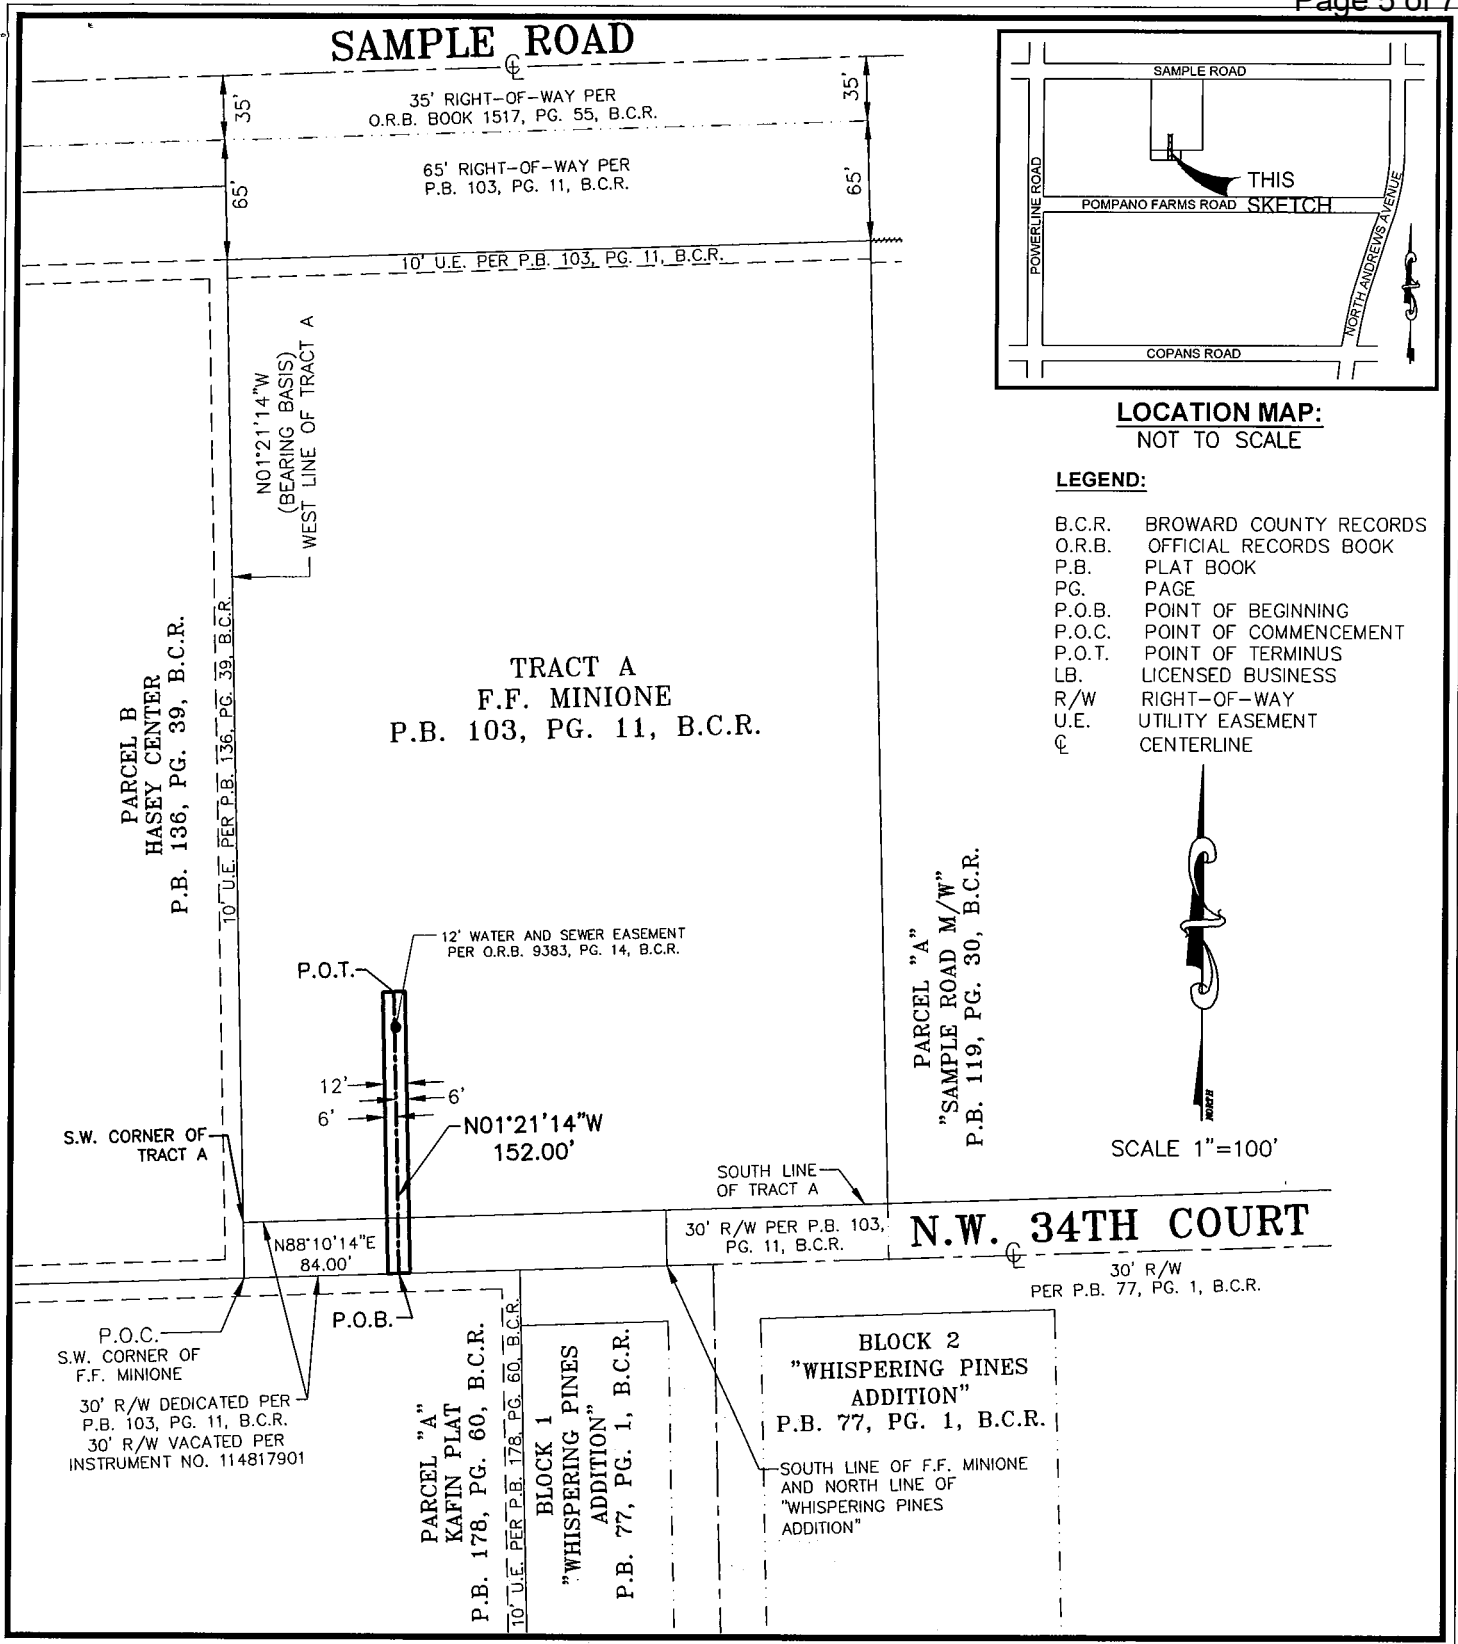 Page 5 of 7
SAMPLE ROAD
℄
35'
35' RIGHT-OF-WAY PER
O.R.B. BOOK 1517, PG. 55, B.C.R.
35'
65'
65' RIGHT-OF-WAY PER
P.B. 103, PG. 11, B.C.R.
65'
10' U.E. PER P.B. 103, PG. 11, B.C.R.
N01°21'14"W
(BEARING BASIS)
WEST LINE OF TRACT A
PARCEL B
HASEY CENTER
P.B. 136, PG. 39, B.C.R.
10' U.E. PER P.B. 136, PG. 39, B.C.R.
TRACT A
F.F. MINIONE
P.B. 103, PG. 11, B.C.R.
12' WATER AND SEWER EASEMENT
PER O.R.B. 9383, PG. 14, B.C.R.
P.O.T.
12'
6'
6'
N01°21'14"W
152.00'
S.W. CORNER OF
TRACT A
PARCEL "A"
"SAMPLE ROAD M/W"
P.B. 119, PG. 30, B.C.R.
SOUTH LINE
OF TRACT A
N88°10'14"E
84.00'
30' R/W PER P.B. 103,
PG. 11, B.C.R.
N.W. 34TH COURT
℄
30' R/W
PER P.B. 77, PG. 1, B.C.R.
P.O.B.
P.O.C.
S.W. CORNER OF
F.F. MINIONE
30' R/W DEDICATED PER
P.B. 103, PG. 11, B.C.R.
30' R/W VACATED PER
INSTRUMENT NO. 114817901
PARCEL "A"
KAFIN PLAT
P.B. 178, PG. 60, B.C.R.
10' U.E. PER P.B. 178, PG. 60, B.C.R.
BLOCK 1
"WHISPERING PINES
ADDITION"
P.B. 77, PG. 1, B.C.R.
BLOCK 2
"WHISPERING PINES
ADDITION"
P.B. 77, PG. 1, B.C.R.
SOUTH LINE OF F.F. MINIONE
AND NORTH LINE OF
"WHISPERING PINES
ADDITION"
SAMPLE ROAD
POWERLINE ROAD
THIS
SKETCH
POMPANO FARMS ROAD
NORTH ANDREWS AVENUE
COPANS ROAD
LOCATION MAP:
NOT TO SCALE
LEGEND:
B.C.R. BROWARD COUNTY RECORDS
O.R.B. OFFICIAL RECORDS BOOK
P.B. PLAT BOOK
PG. PAGE
P.O.B. POINT OF BEGINNING
P.O.C. POINT OF COMMENCEMENT
P.O.T. POINT OF TERMINUS
LB. LICENSED BUSINESS
R/W RIGHT-OF-WAY
U.E. UTILITY EASEMENT
℄ CENTERLINE
NORTH
SCALE 1"=100'